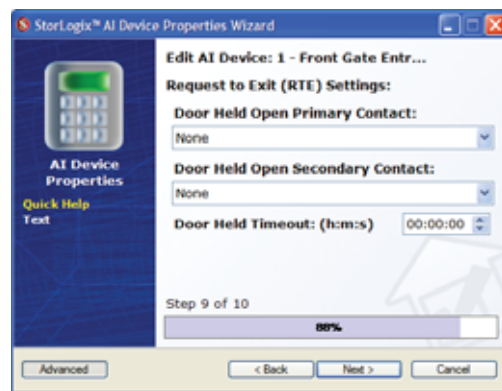 StorLogix™ AI Device Properties Wizard
Edit AI Device: 1 - Front Gate Entr...
Request to Exit (RTE) Settings:
Door Held Open Primary Contact:
None
AI Device
Properties
Quick Help
Text
Door Held Open Secondary Contact:
None
Door Held Timeout: (h:m:s) 00:00:00
Step 9 of 10
88%
Advanced < Back Next > Cancel